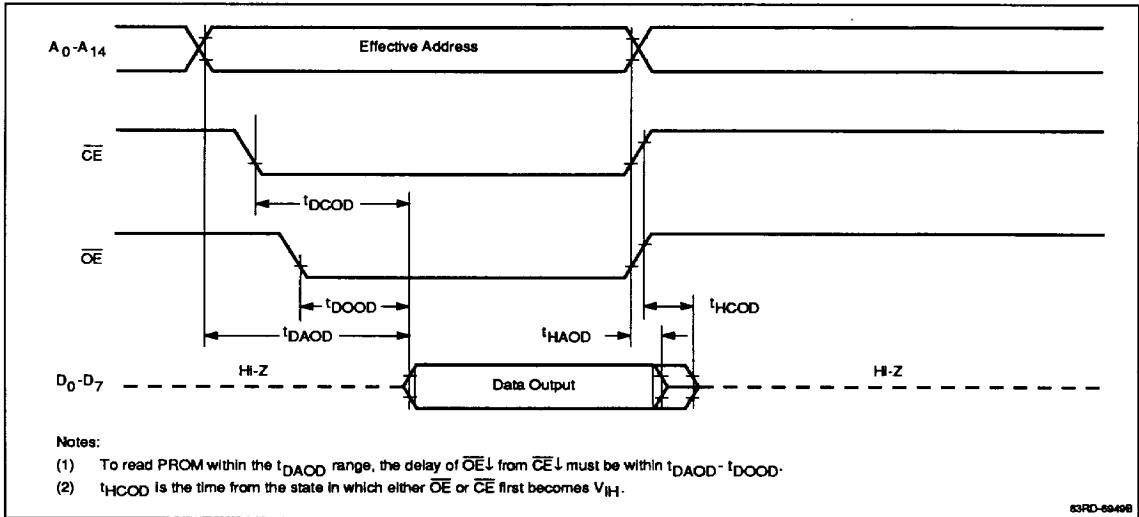 A0-A14
Effective Address
CE
tDCOD
OE
tDOOD
tHCOD
tDAOD
tHAOD
D0-D7
Hi-Z
Data Output
Hi-Z
Notes:
(1) To read PROM within the tDAOD range, the delay of OE↓ from CE↓ must be within tDAOD- tDOOD.
(2) tHCOD is the time from the state in which either OE or CE first becomes VIH.
83RD-6949B